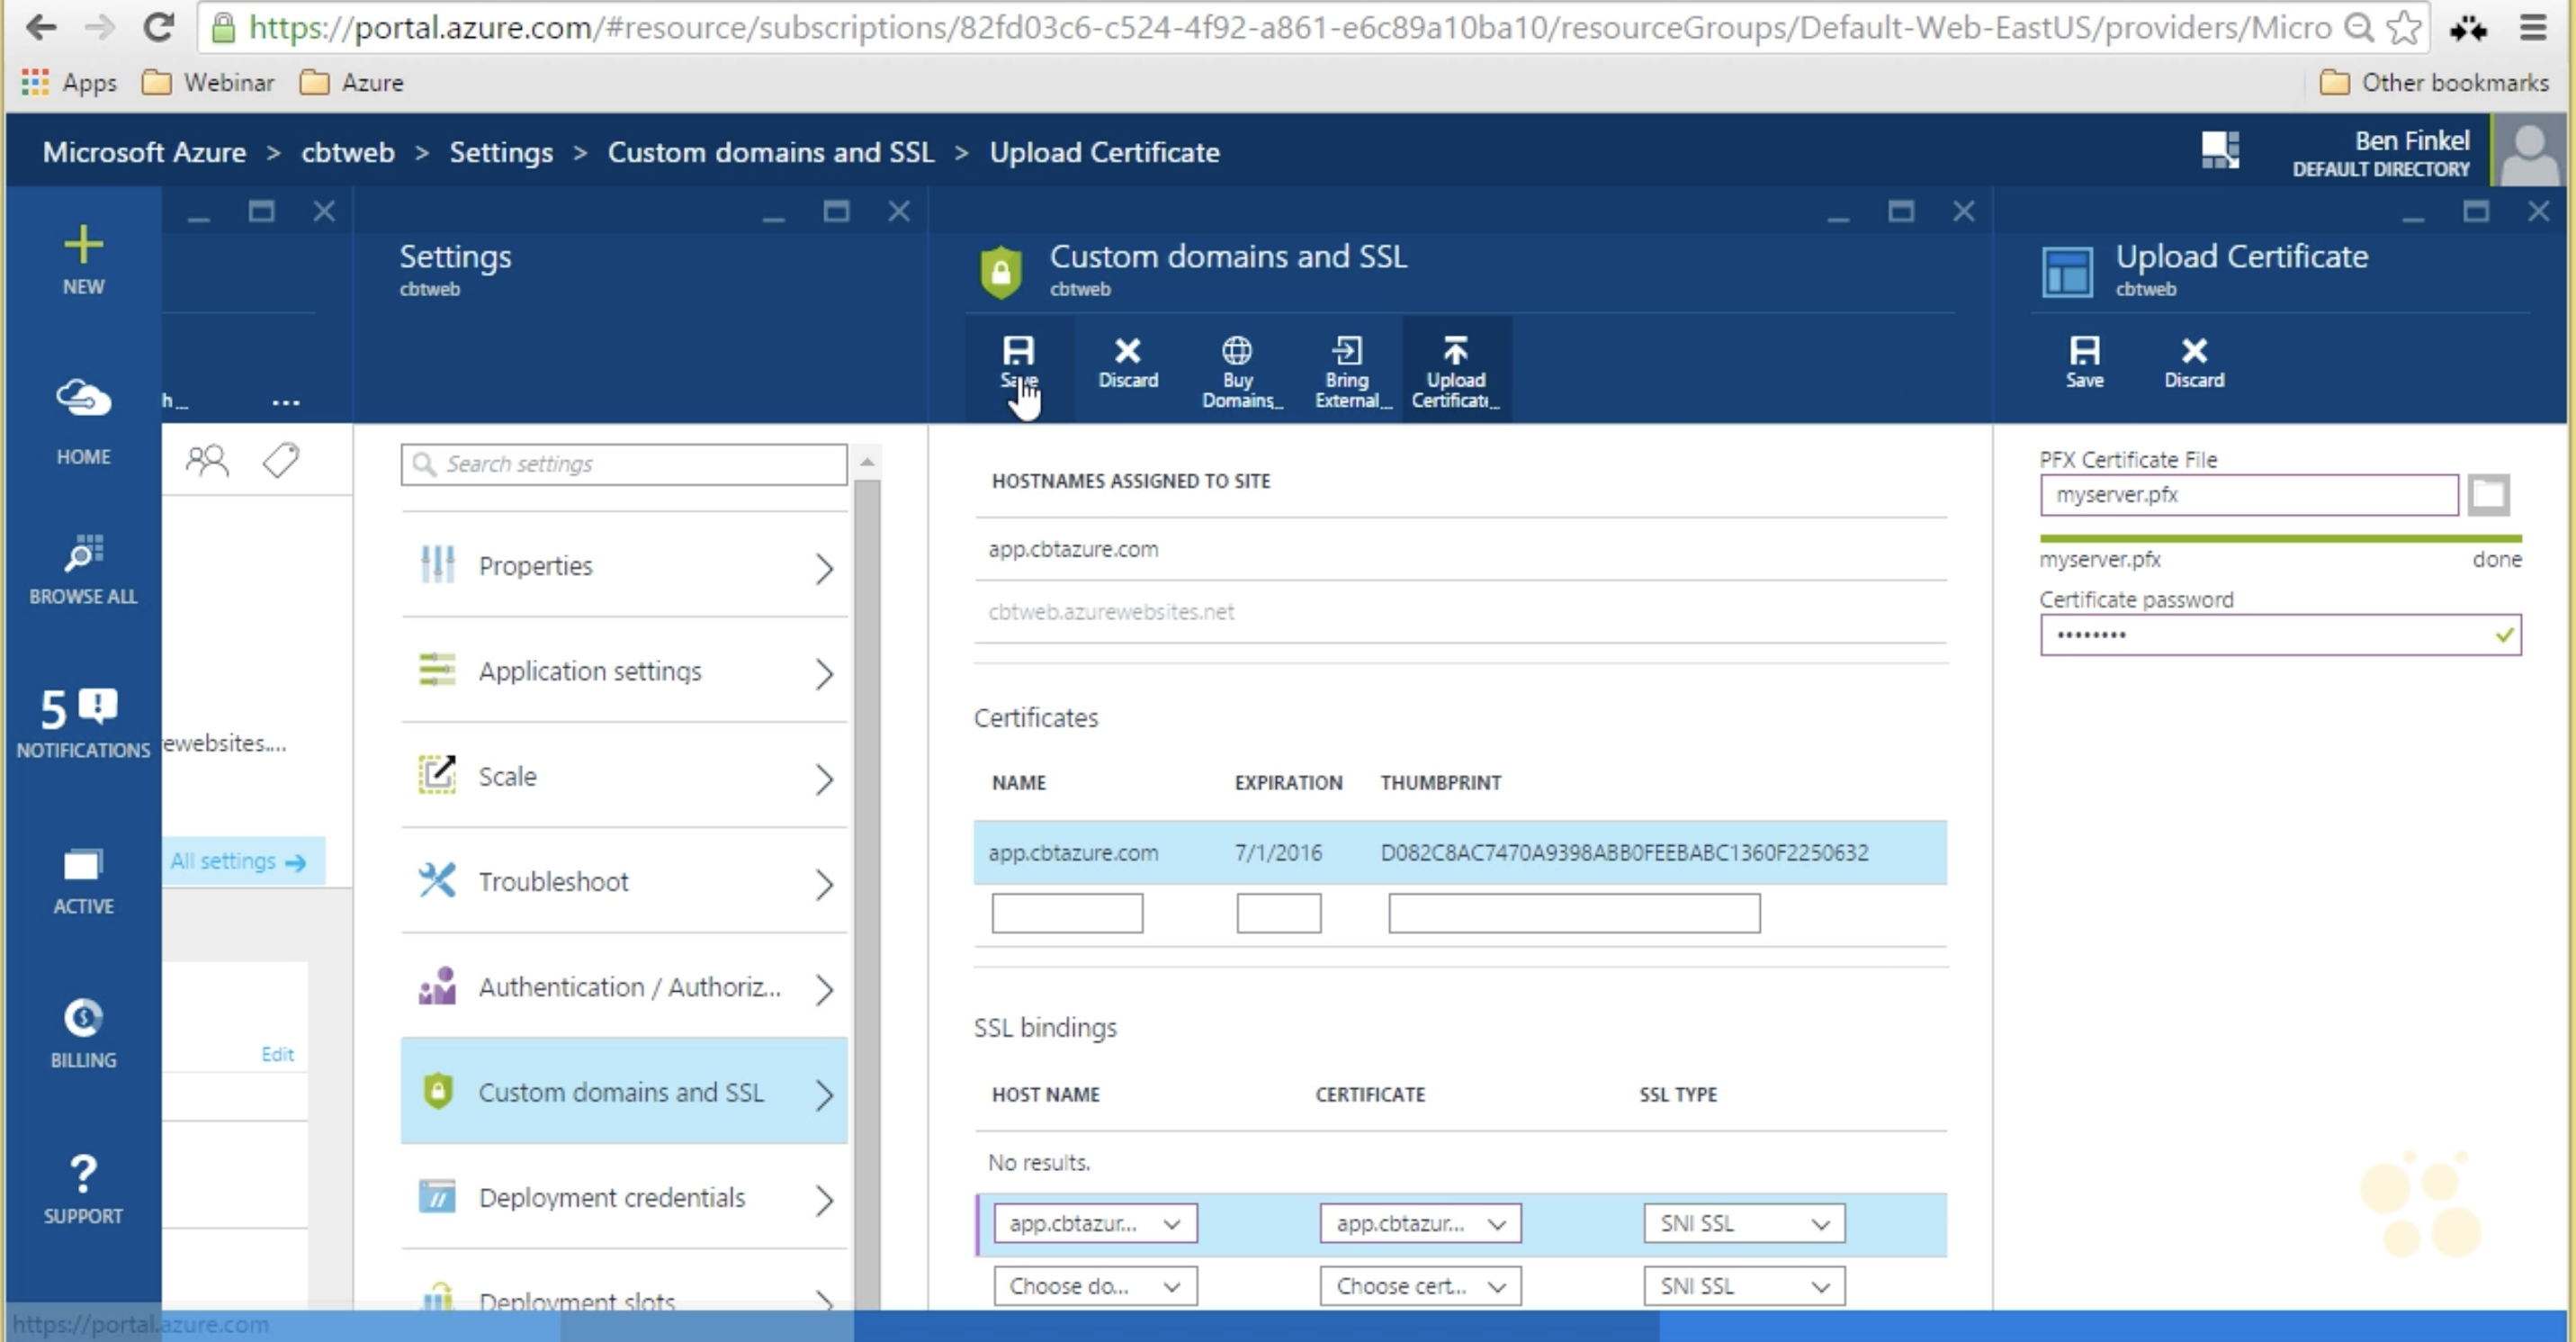 https://portal.azure.com/#resource/subscriptions/82fd03c6-c524-4f92-a861-e6c89a10ba10/resourceGroups/Default-Web-EastUS/providers/Micro
Apps Webinar Azure Other bookmarks
Microsoft Azure > cbtweb > Settings > Custom domains and SSL > Upload Certificate
Ben Finkel
DEFAULT DIRECTORY
NEW
HOME
BROWSE ALL
5
NOTIFICATIONS
ACTIVE
BILLING
? SUPPORT
h... ...
ewebsites....
All settings
Edit
Settings
cbtweb
Search settings
Properties
Application settings
Scale
Troubleshoot
Authentication / Authoriz...
Custom domains and SSL
Deployment credentials
Deployment slots
Custom domains and SSL
cbtweb
Save
Discard
Buy Domains...
Bring External...
Upload Certificat...
HOSTNAMES ASSIGNED TO SITE
app.cbtazure.com
cbtweb.azurewebsites.net
Certificates
NAME EXPIRATION THUMBPRINT
app.cbtazure.com 7/1/2016 D082C8AC7470A9398ABB0FEEBABC1360F2250632
SSL bindings
HOST NAME CERTIFICATE SSL TYPE
No results.
app.cbtazur... app.cbtazur... SNI SSL
Choose do... Choose cert... SNI SSL
Upload Certificate
cbtweb
Save
Discard
PFX Certificate File
myserver.pfx
myserver.pfx done
Certificate password
••••••••
https://portal.azure.com